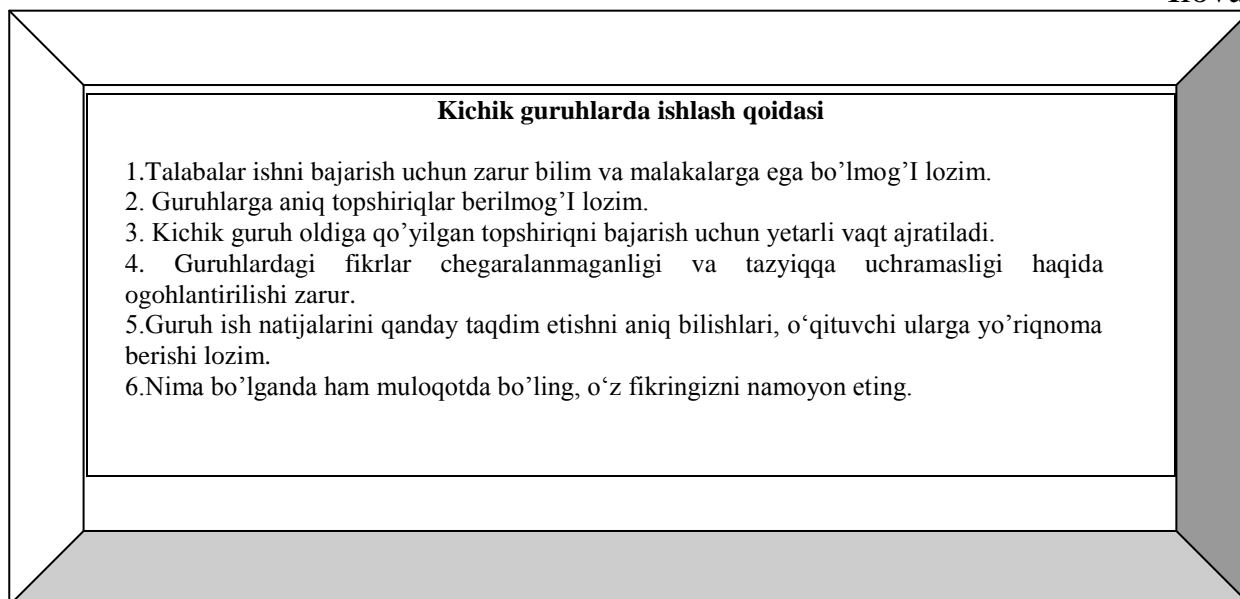 Kichik guruhlarda ishlash qoidasi
1.Talabalar ishni bajarish uchun zarur bilim va malakalarga ega bo’lmog’I lozim.
2. Guruhlarga aniq topshiriqlar berilmog’I lozim.
3. Kichik guruh oldiga qo’yilgan topshiriqni bajarish uchun yetarli vaqt ajratiladi.
4. Guruhlardagi fikrlar chegaralanmaganligi va tazyiqqa uchramasligi haqida
ogohlantirilishi zarur.
5.Guruh ish natijalarini qanday taqdim etishni aniq bilishlari, o‘qituvchi ularga yo’riqnoma
berishi lozim.
6.Nima bo’lganda ham muloqotda bo’ling, o‘z fikringizni namoyon eting.